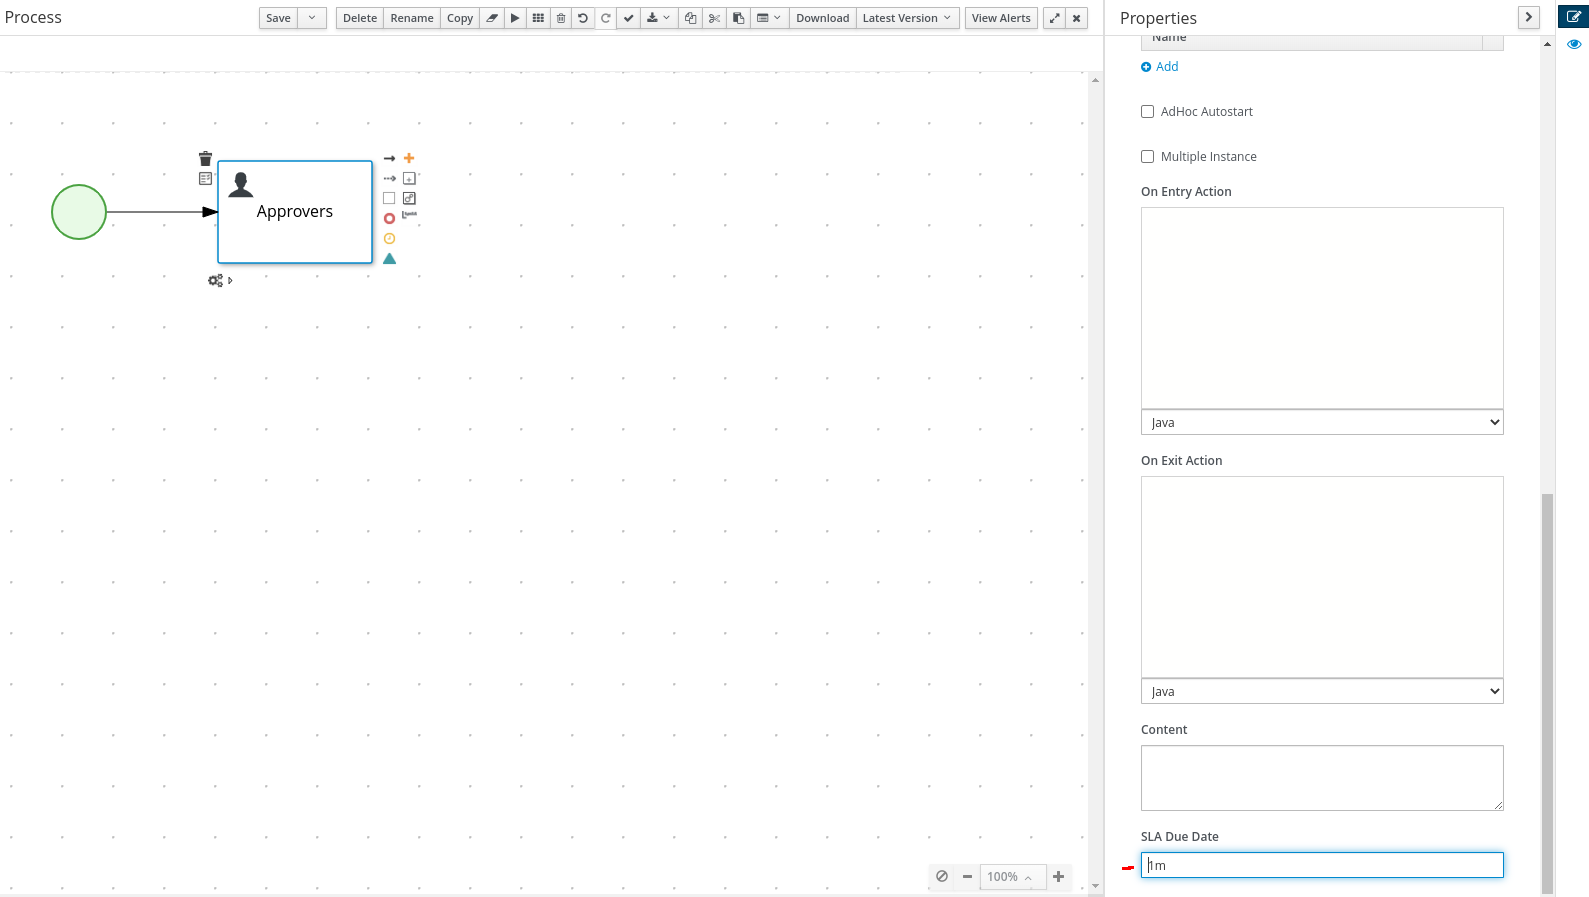 Process
Save
Delete
Rename
Copy
Download
Latest Version
View Alerts
Properties
Name
Add
AdHoc Autostart
Multiple Instance
On Entry Action
Java
On Exit Action
Java
Content
SLA Due Date
1m
Approvers
100%